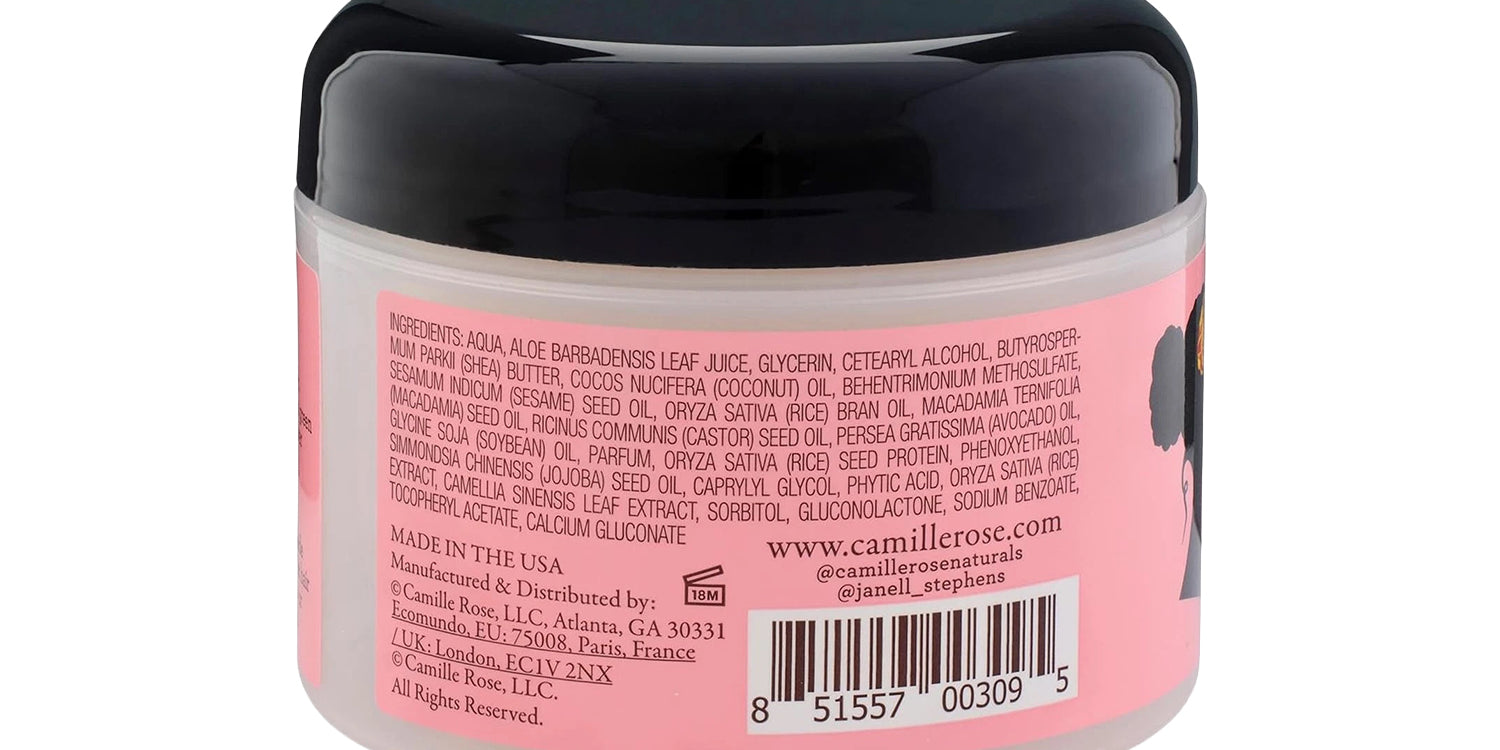 INGREDIENTS: AQUA, ALOE BARBADENSIS LEAF JUICE, GLYCERIN, CETEARYL ALCOHOL, BUTYROSPER-
MUM PARKII (SHEA) BUTTER, COCOS NUCIFERA (COCONUT) OIL, BEHENTRIMONIUM METHOSULFATE,
SESAMUM INDICUM (SESAME) SEED OIL, ORYZA SATIVA (RICE) BRAN OIL, MACADAMIA TERNIFOLIA
(MACADAMIA) SEED OIL, RICINUS COMMUNIS (CASTOR) SEED OIL, PERSEA GRATISSIMA (AVOCADO) OIL,
GLYCINE SOJA (SOYBEAN) OIL, PARFUM, ORYZA SATIVA (RICE) SEED PROTEIN, PHENOXYETHANOL,
SIMMONDSIA CHINENSIS (JOJOBA) SEED OIL, CAPRYLYL GLYCOL, PHYTIC ACID, ORYZA SATIVA (RICE)
EXTRACT, CAMELLIA SINENSIS LEAF EXTRACT, SORBITOL, GLUCONOLACTONE, SODIUM BENZOATE,
TOCOPHERYL ACETATE, CALCIUM GLUCONATE
MADE IN THE USA
Manufactured & Distributed by:
©Camille Rose, LLC, Atlanta, GA 30331
Ecomundo, EU: 75008, Paris, France
/ UK: London, EC1V 2NX
©Camille Rose, LLC.
All Rights Reserved.
18M
www.camillerose.com
@camillerosenaturals
@janell_stephens
8 51557 00309 5